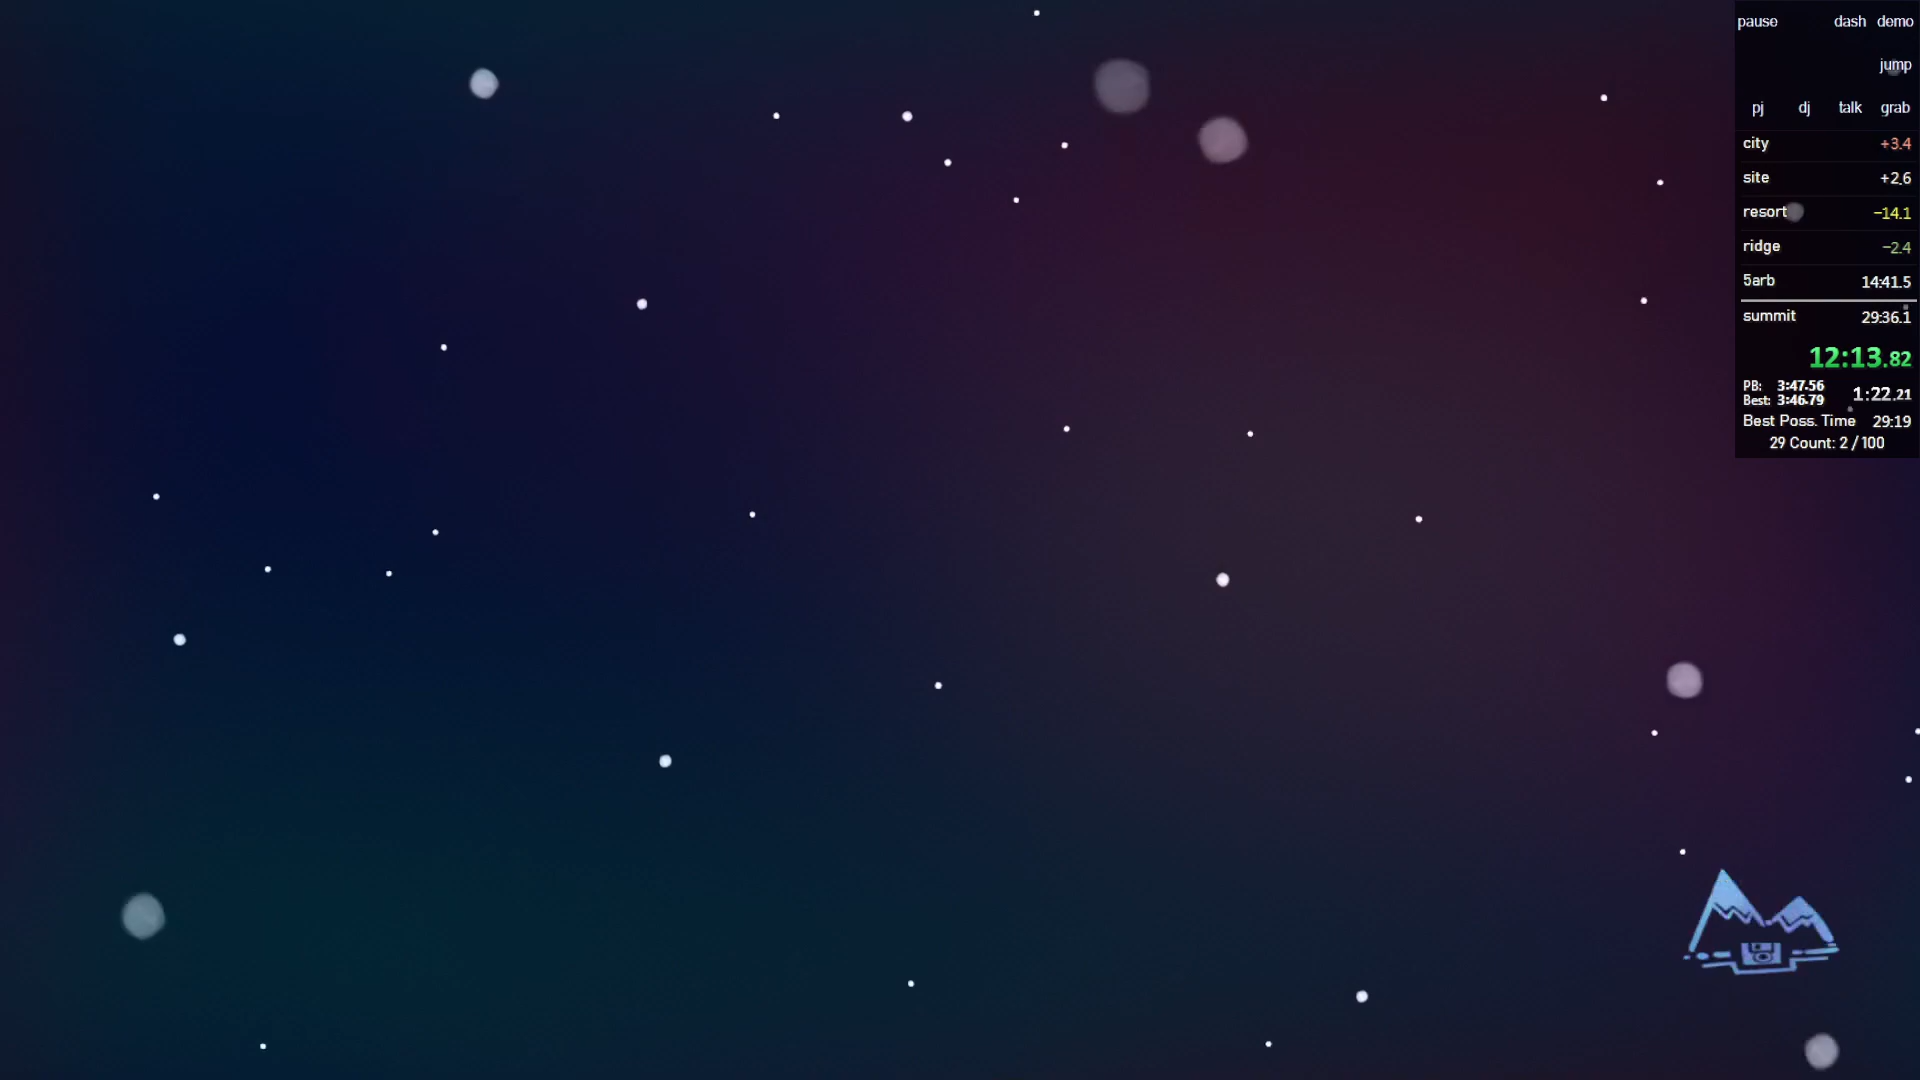 pause dash demo
jump
pj dj talk grab
city +3.4
site +2.6
resort −14.1
ridge −2.4
5arb 14:41.5
summit 29:36.1
12:13.82
PB: 3:47.56
Best: 3:46.79 1:22.21
Best Poss. Time 29:19
29 Count: 2 / 100